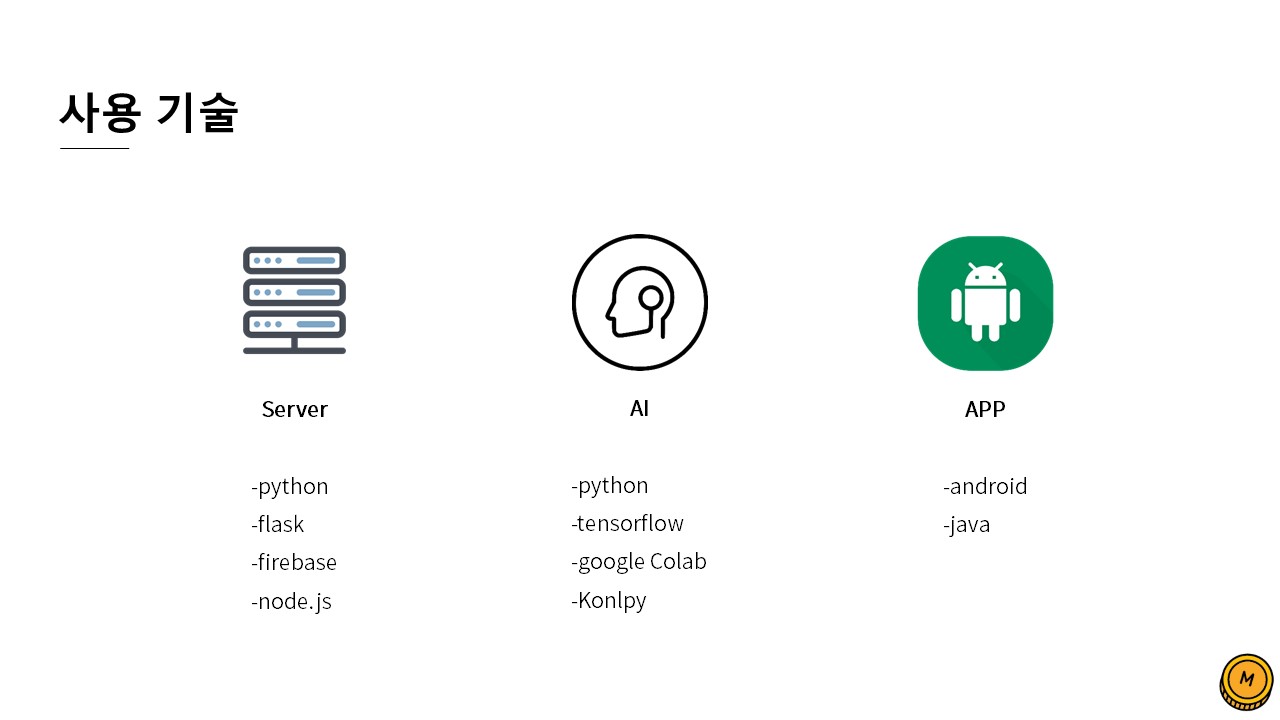 사용 기술
Server
-python
-flask
-firebase
-node.js
AI
-python
-tensorflow
-google Colab
-Konlpy
APP
-android
-java
M